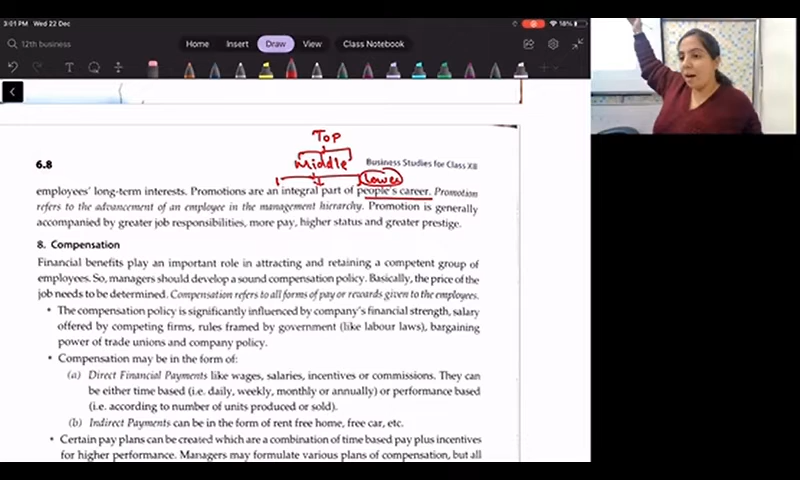 3:01 PM Wed 22 Dec
18%
12th business
Home Insert Draw View Class Notebook
Top
6.8
Middle
Business Studies for Class XII
Lower
employees' long-term interests. Promotions are an integral part of people's career. Promotion
refers to the advancement of an employee in the management hierarchy. Promotion is generally
accompanied by greater job responsibilities, more pay, higher status and greater prestige.
8. Compensation
Financial benefits play an important role in attracting and retaining a competent group of
employees. So, managers should develop a sound compensation policy. Basically, the price of the
job needs to be determined. Compensation refers to all forms of pay or rewards given to the employees.
• The compensation policy is significantly influenced by company's financial strength, salary
offered by competing firms, rules framed by government (like labour laws), bargaining
power of trade unions and company policy.
• Compensation may be in the form of:
(a) Direct Financial Payments like wages, salaries, incentives or commissions. They can
be either time based (i.e. daily, weekly, monthly or annually) or performance based
(i.e. according to number of units produced or sold).
(b) Indirect Payments can be in the form of rent free home, free car, etc.
• Certain pay plans can be created which are a combination of time based pay plus incentives
for higher performance. Managers may formulate various plans of compensation, but all